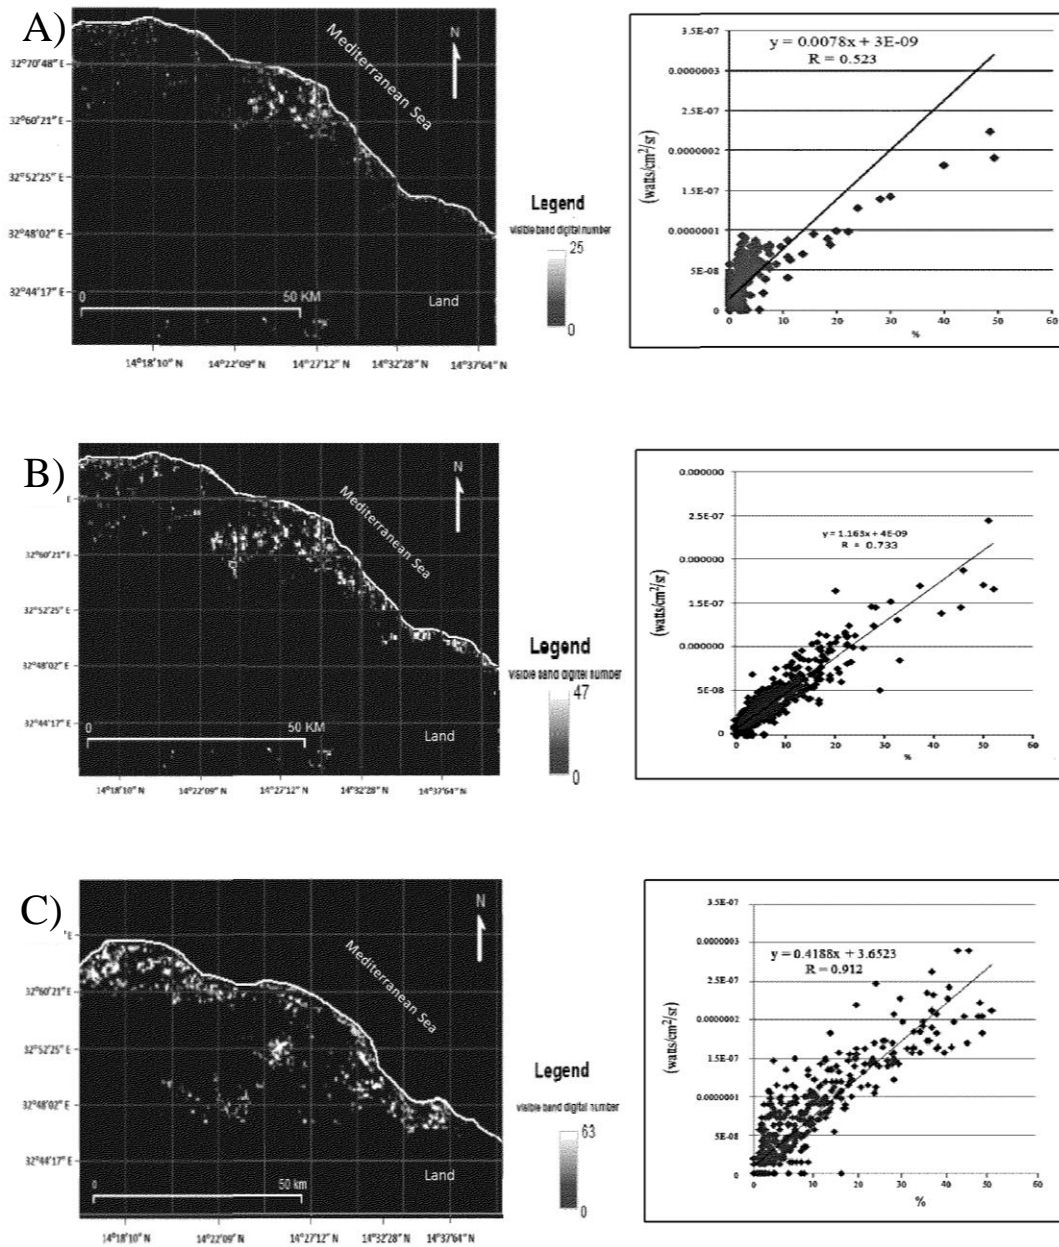 A)
Mediterranean Sea
N
32°70'48" E
32°60'21" E
32°52'25" E
32°48'02" E
32°44'17" E
0 50 KM
Land
14°18'10" N 14°22'09" N 14°27'12" N 14°32'28" N 14°37'64" N
Legend
visible band digital number
25
0
y = 0.0078x + 3E-09
R = 0.523
(watts/cm²/sr)
3.5E-07
0.0000003
2.5E-07
0.0000002
1.5E-07
0.0000001
5E-08
0
0 10 20 30 40 50 60
%
B)
Mediterranean Sea
N
E
32°60'21" E
32°52'25" E
32°48'02" E
32°44'17" E
0 50 KM
Land
14°18'10" N 14°22'09" N 14°27'12" N 14°32'28" N 14°37'64" N
Legend
visible band digital number
47
0
y = 1.163x + 4E-09
R = 0.733
(watts/cm²/sr)
0.000000
2.5E-07
0.000000
1.5E-07
0.000000
5E-08
0
0 10 20 30 40 50 60
%
C)
Mediterranean Sea
N
E
32°60'21" E
32°52'25" E
32°48'02" E
32°44'17" E
0 50 km
Land
14°18'10" N 14°22'09" N 14°27'12" N 14°32'28" N 14°37'64" N
Legend
visible band digital number
63
0
y = 0.4188x + 3.6523
R = 0.912
(watts/cm²/sr)
3.5E-07
0.0000003
2.5E-07
0.0000002
1.5E-07
0.0000001
5E-08
0
0 10 20 30 40 50 60
%